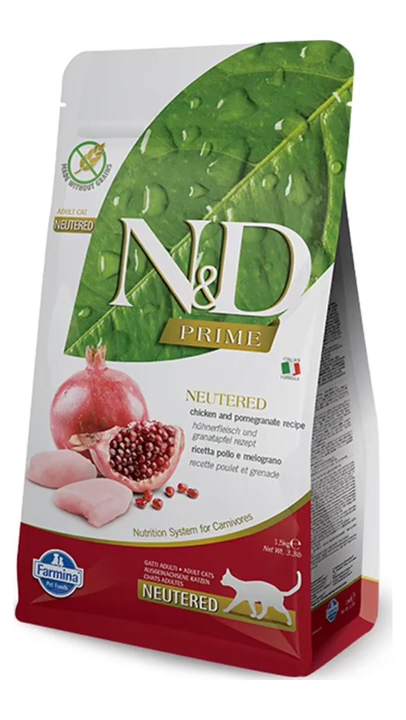 MADE WITHOUT GRAINS
ADULT CAT
NEUTERED
N&D
PRIME
ITALIAN
FORMULA
NEUTERED
chicken and pomegranate recipe
hühnerfleisch und
granatapfel rezept
ricetta pollo e melograno
recette poulet et grenade
Nutrition System for Carnivores
1,5kg ℮
Net Wt. 3.3lb
Farmina
Pet Foods
GATTI ADULTI • ADULT CATS
AUSGEWACHSENE KATZEN
CHATS ADULTES
NEUTERED